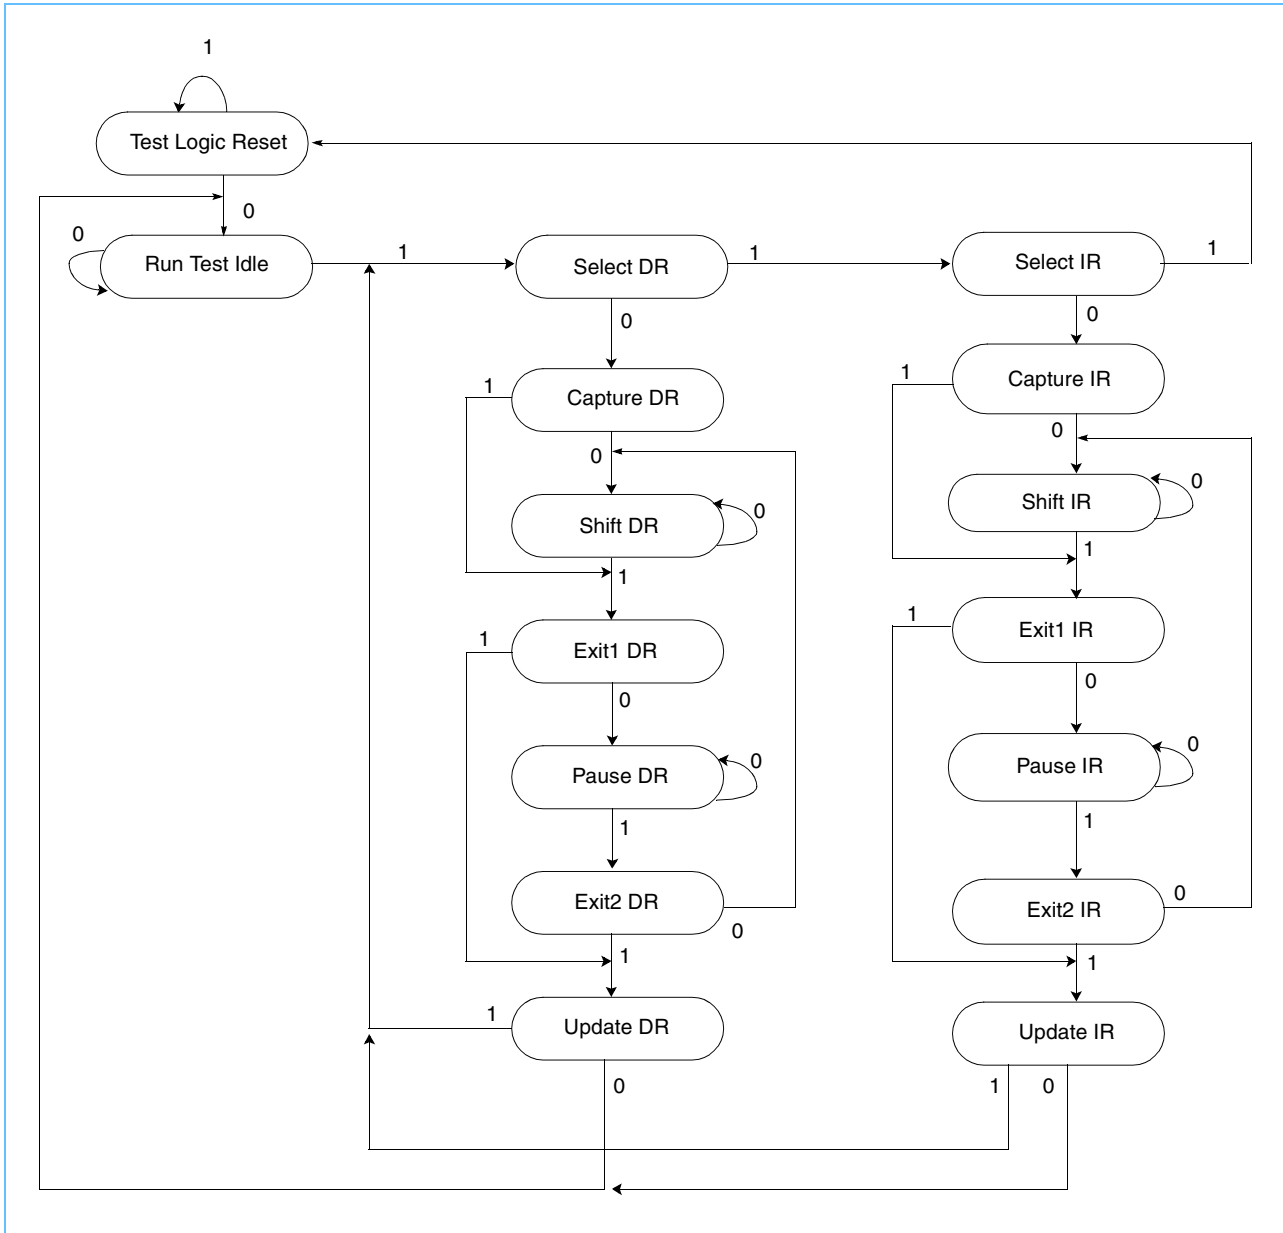 1
Test Logic Reset
0
0
Run Test Idle
1
Select DR
1
Select IR
1
0
0
1
Capture DR
1
Capture IR
0
0
Shift DR
0
Shift IR
0
1
1
1
Exit1 DR
1
Exit1 IR
0
0
Pause DR
0
Pause IR
0
1
1
Exit2 DR
0
Exit2 IR
0
1
1
1
Update DR
Update IR
0
1
0